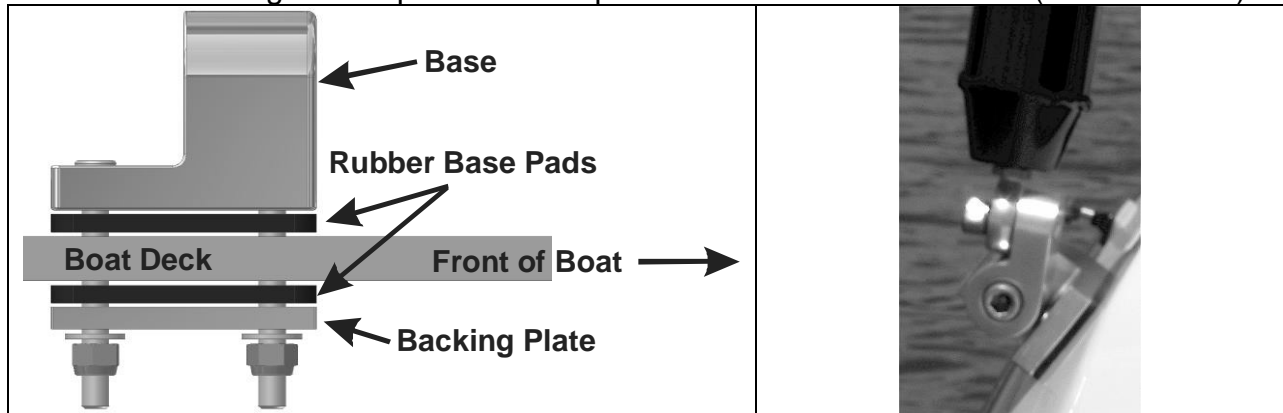 Base
Rubber Base Pads
Boat Deck
Front of Boat
Backing Plate